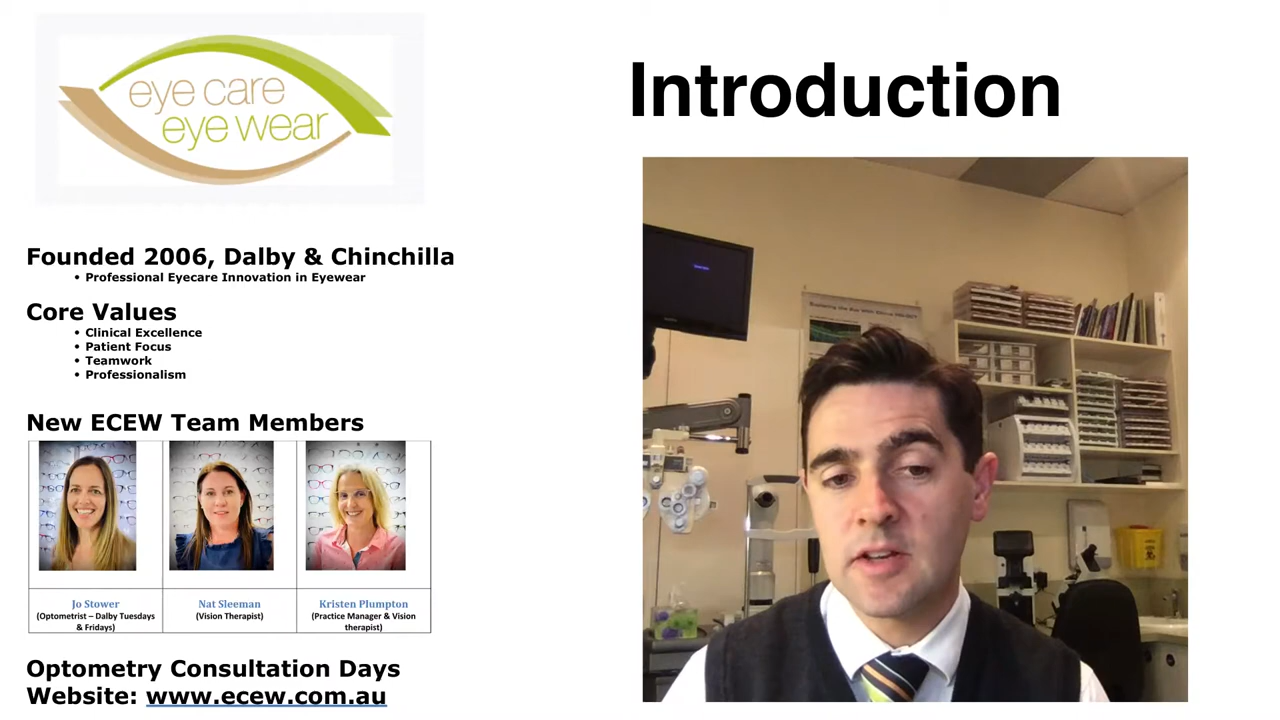 eye care
eye wear
Introduction
Founded 2006, Dalby & Chinchilla
• Professional Eyecare Innovation in Eyewear
Core Values
• Clinical Excellence
• Patient Focus
• Teamwork
• Professionalism
New ECEW Team Members
Jo Stower
(Optometrist – Dalby Tuesdays
& Fridays)
Nat Sleeman
(Vision Therapist)
Kristen Plumpton
(Practice Manager & Vision
therapist)
Optometry Consultation Days
Website: www.ecew.com.au